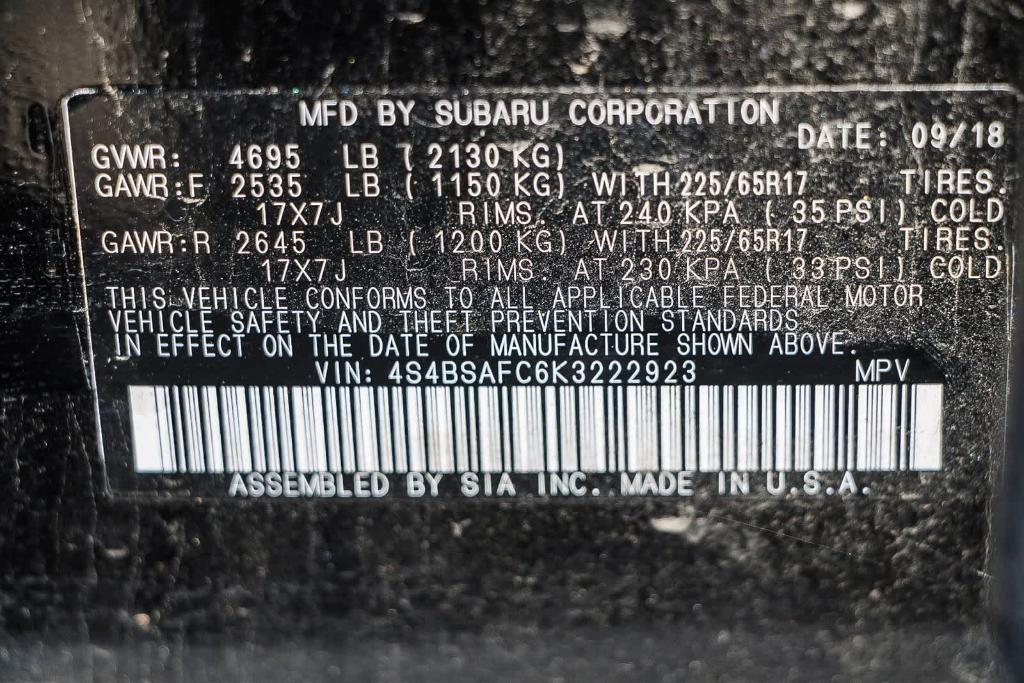 MFD BY SUBARU CORPORATION
DATE: 09/18
GVWR: 4695 LB (2130 KG)
GAWR:F 2535 LB (1150 KG) WITH 225/65R17 TIRES.
17X7J RIMS. AT 240 KPA (35 PSI) COLD
GAWR:R 2645 LB (1200 KG) WITH 225/65R17 TIRES.
17X7J RIMS. AT 230 KPA (33 PSI) COLD
THIS VEHICLE CONFORMS TO ALL APPLICABLE FEDERAL MOTOR
VEHICLE SAFETY AND THEFT PREVENTION STANDARDS
IN EFFECT ON THE DATE OF MANUFACTURE SHOWN ABOVE.
VIN: 4S4BSAFC6K3222923 MPV
ASSEMBLED BY SIA INC. MADE IN U.S.A.